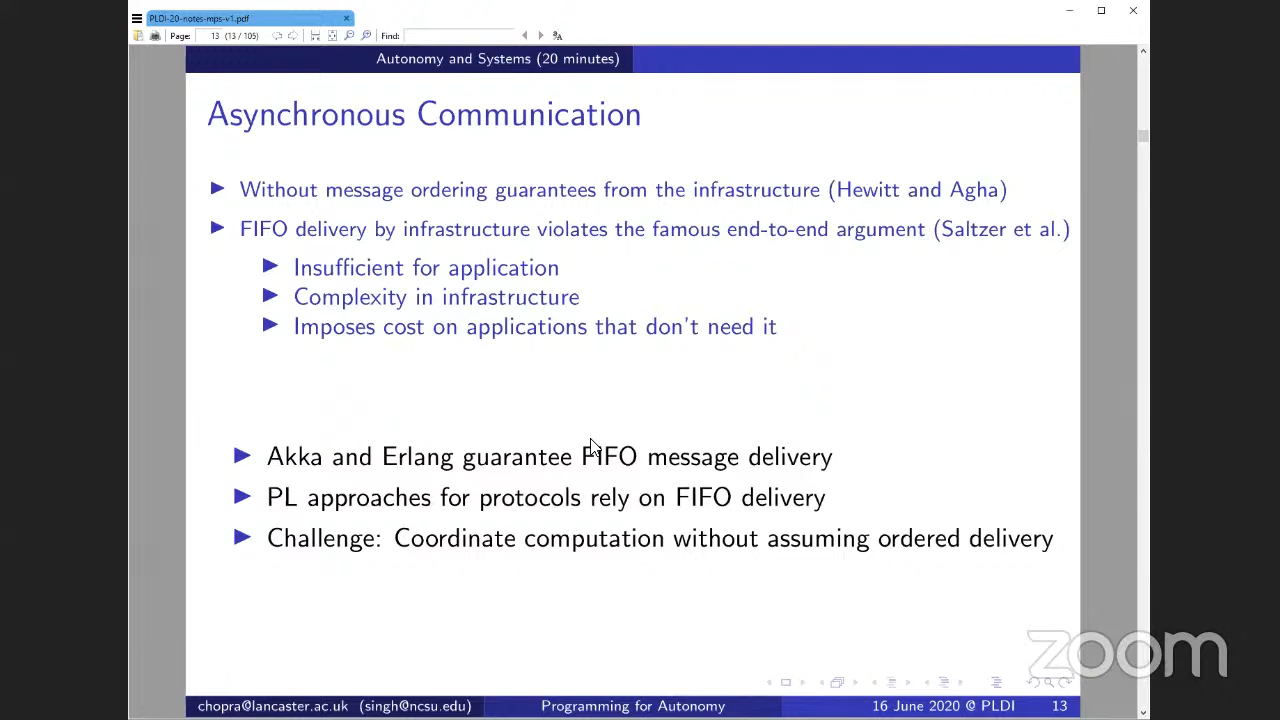 PLDI-20-notes-mps-v1.pdf
Page: 13 (13 / 105) Find:
Autonomy and Systems (20 minutes)
Asynchronous Communication
Without message ordering guarantees from the infrastructure (Hewitt and Agha)
FIFO delivery by infrastructure violates the famous end-to-end argument (Saltzer et al.)
Insufficient for application
Complexity in infrastructure
Imposes cost on applications that don't need it
Akka and Erlang guarantee FIFO message delivery
PL approaches for protocols rely on FIFO delivery
Challenge: Coordinate computation without assuming ordered delivery
zoom
chopra@lancaster.ac.uk (singh@ncsu.edu) Programming for Autonomy 16 June 2020 @ PLDI 13